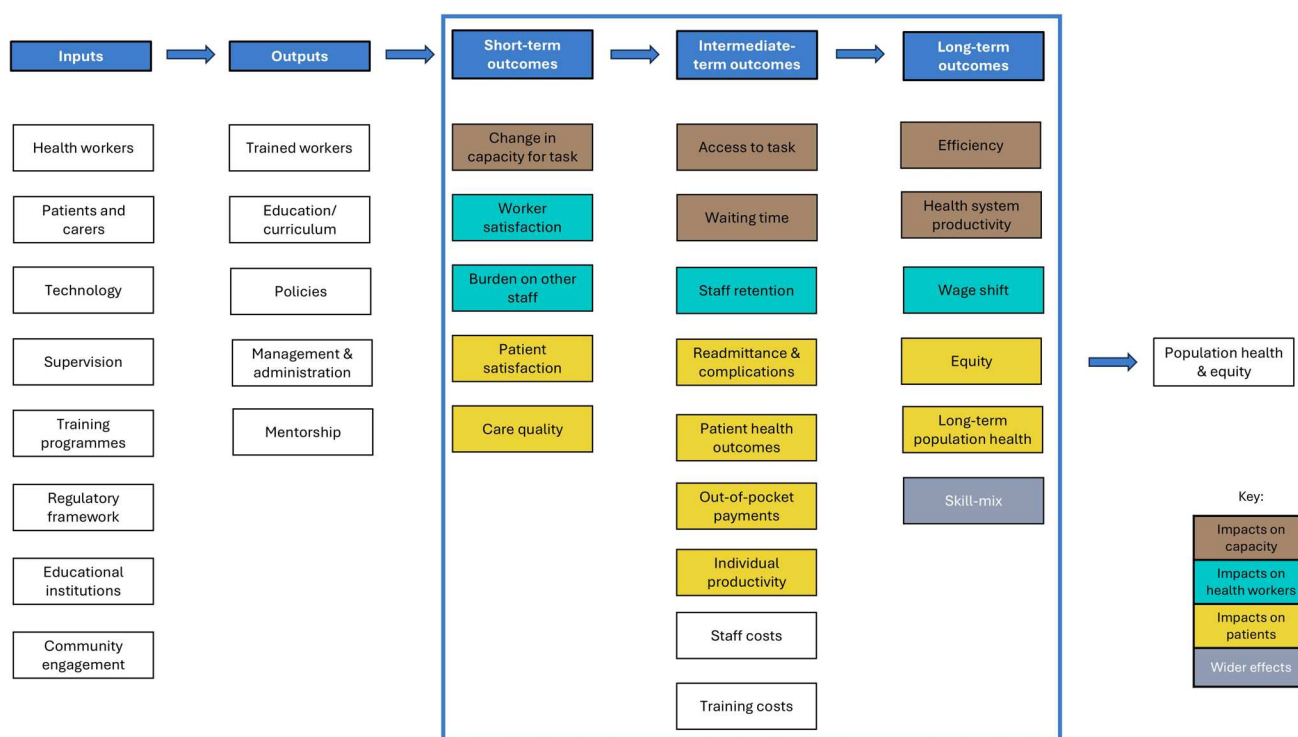 Inputs
Outputs
Short-term
outcomes
Intermediate-
term outcomes
Long-term
outcomes
Health workers
Patients and
carers
Technology
Supervision
Training
programmes
Regulatory
framework
Educational
institutions
Community
engagement
Trained workers
Education/
curriculum
Policies
Management &
administration
Mentorship
Change in
capacity for task
Worker
satisfaction
Burden on other
staff
Patient
satisfaction
Care quality
Access to task
Waiting time
Staff retention
Readmittance &
complications
Patient health
outcomes
Out-of-pocket
payments
Individual
productivity
Staff costs
Training costs
Efficiency
Health system
productivity
Wage shift
Equity
Long-term
population health
Skill-mix
Population health
& equity
Key:
Impacts on
capacity
Impacts on
health workers
Impacts on
patients
Wider effects